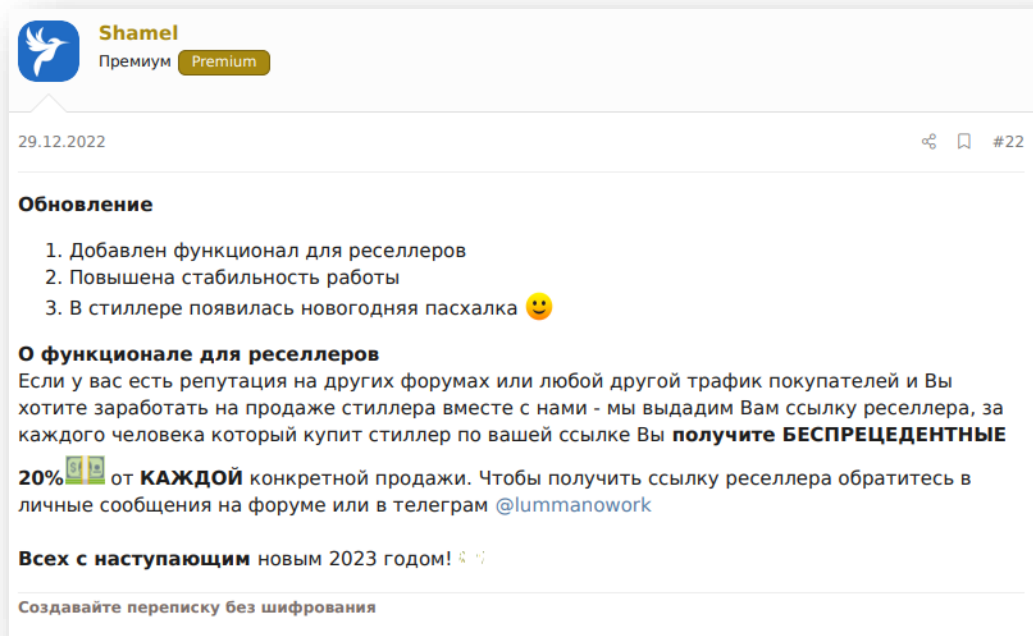 Shamel
Премиум Premium
29.12.2022 #22
Обновление
1. Добавлен функционал для реселлеров
2. Повышена стабильность работы
3. В стиллере появилась новогодняя пасхалка
О функционале для реселлеров
Если у вас есть репутация на других форумах или любой другой трафик покупателей и Вы
хотите заработать на продаже стиллера вместе с нами - мы выдадим Вам ссылку реселлера, за
каждого человека который купит стиллер по вашей ссылке Вы получите БЕСПРЕЦЕДЕНТНЫЕ
20% от КАЖДОЙ конкретной продажи. Чтобы получить ссылку реселлера обратитесь в
личные сообщения на форуме или в телеграм @lummanowork
Всех с наступающим новым 2023 годом!
Создавайте переписку без шифрования